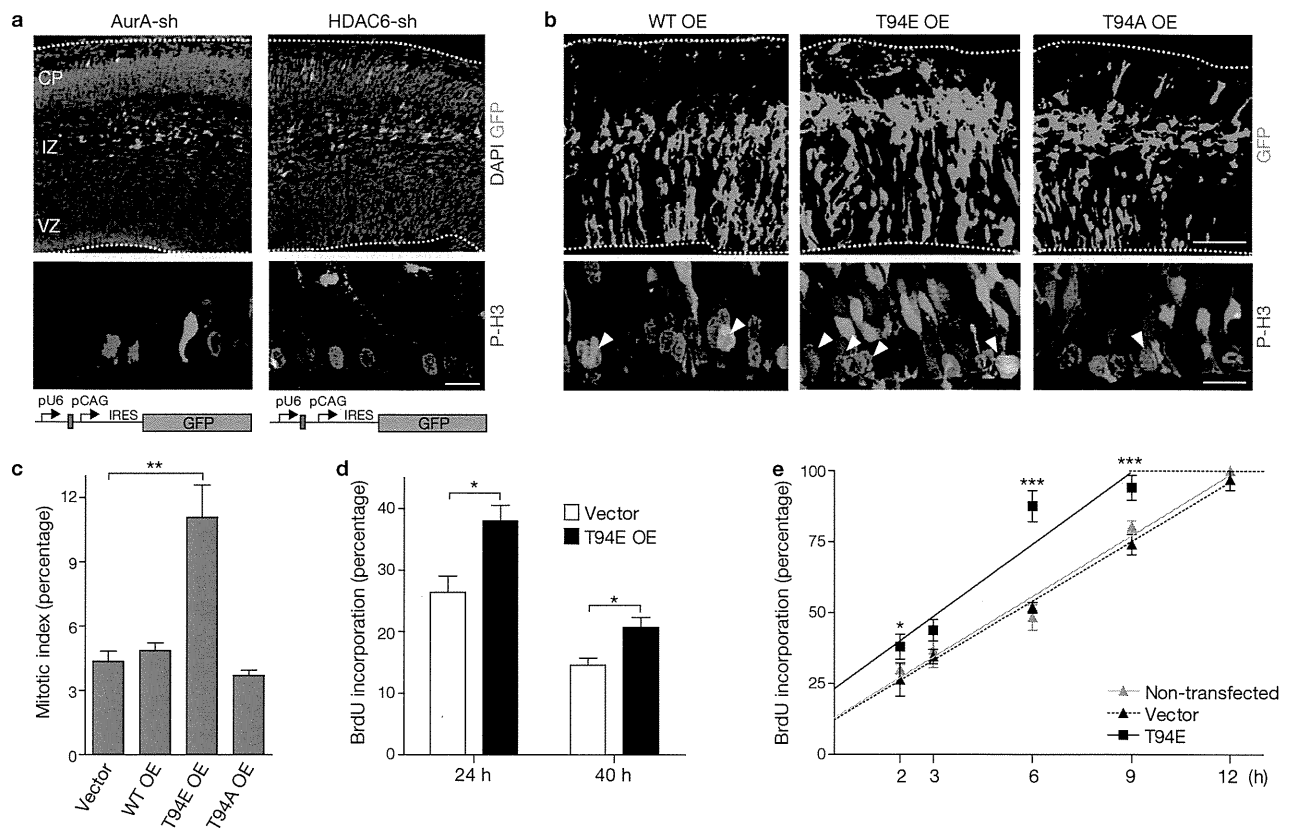 a
AurA-sh
HDAC6-sh
CP
IZ
VZ
DAPI GFP
P-H3
pU6
pCAG
IRES
GFP
pU6
pCAG
IRES
GFP
b
WT OE
T94E OE
T94A OE
GFP
P-H3
c
**
Mitotic index (percentage)
12
9
6
3
0
Vector
WT OE
T94E OE
T94A OE
d
*
*
Vector
T94E OE
BrdU incorporation (percentage)
40
30
20
10
0
24 h
40 h
e
***
***
*
BrdU incorporation (percentage)
100
75
50
25
0
Non-transfected
Vector
T94E
2 3 6 9 12 (h)